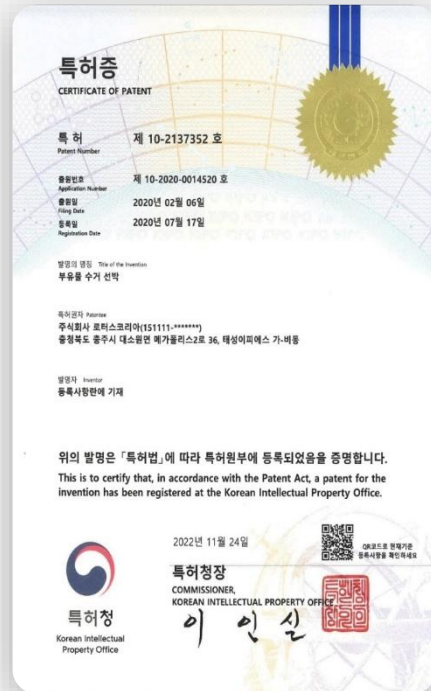 특허증
CERTIFICATE OF PATENT
특 허 제 10-2137352 호
Patent Number
출원번호 제 10-2020-0014520 호
Application Number
출원일 2020년 02월 06일
Filing Date
등록일 2020년 07월 17일
Registration Date
발명의 명칭 Title of the Invention
부유물 수거 선박
특허권자 Patentee
주식회사 로터스코리아(151111-*******)
충청북도 충주시 대소원면 메가폴리스2로 36, 태성이피에스 가-비동
발명자 Inventor
등록사항란에 기재
위의 발명은 「특허법」에 따라 특허원부에 등록되었음을 증명합니다.
This is to certify that, in accordance with the Patent Act, a patent for the
invention has been registered at the Korean Intellectual Property Office.
2022년 11월 24일
QR코드로 현재기준
등록사항을 확인하세요
특허청장
COMMISSIONER,
KOREAN INTELLECTUAL PROPERTY OFFICE
이 인 실
특허청
Korean Intellectual
Property Office